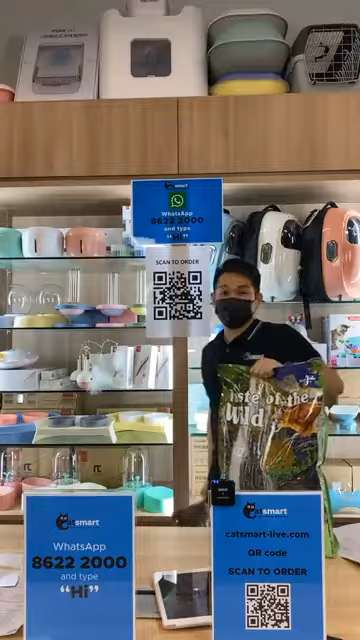 catsmart
WhatsApp
8622 2000
and type
"Hi"
SCAN TO ORDER
Taste of the
Wild
catsmart
WhatsApp
8622 2000
and type
"Hi"
catsmart
catsmart-live.com
QR code
SCAN TO ORDER